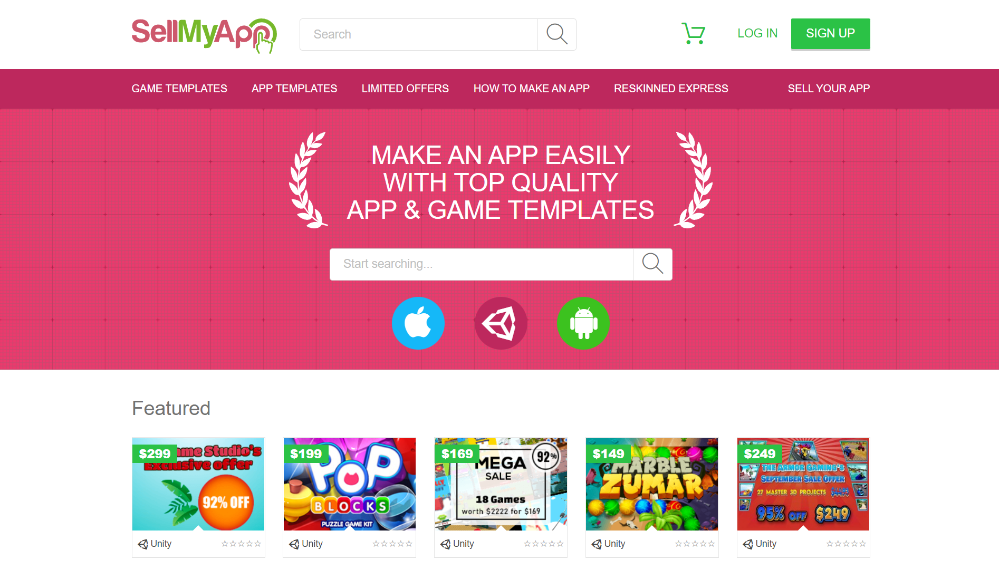 SellMyApp
Search
LOG IN
SIGN UP
GAME TEMPLATES
APP TEMPLATES
LIMITED OFFERS
HOW TO MAKE AN APP
RESKINNED EXPRESS
SELL YOUR APP
MAKE AN APP EASILY
WITH TOP QUALITY
APP & GAME TEMPLATES
Start searching...
Featured
$299
ame Studio's
Exclusive offer
92% OFF
Unity
$199
POP
BLOCKS
PUZZLE GAME KIT
Unity
$169
92%
MEGA
SALE
18 Games
worth $2222 for $169
Unity
$149
MARBLE
ZUMAR
Unity
$249
THE ARMOR GAMING'S
SEPTEMBER SALE OFFER
27 MASTER 3D PROJECTS
95% OFF $249
Unity